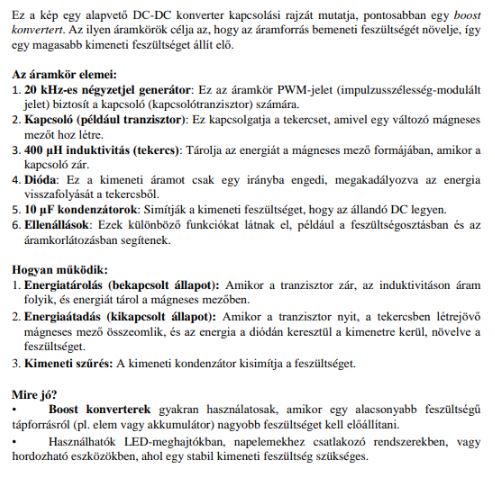 Ez a kép egy alapvető DC-DC konverter kapcsolási rajzát mutatja, pontosabban egy boost
konvertert. Az ilyen áramkörök célja az, hogy az áramforrás bemeneti feszültségét növelje, így
egy magasabb kimeneti feszültséget állít elő.
Az áramkör elemei:
1. 20 kHz-es négyzetjel generátor: Ez az áramkör PWM-jelet (impulzusszélesség-modulált
jelet) biztosít a kapcsoló (kapcsolótranzisztor) számára.
2. Kapcsoló (például tranzisztor): Ez kapcsolgatja a tekercset, amivel egy változó mágneses
mezőt hoz létre.
3. 400 µH induktivitás (tekercs): Tárolja az energiát a mágneses mező formájában, amikor a
kapcsoló zár.
4. Dióda: Ez a kimeneti áramot csak egy irányba engedi, megakadályozva az energia
visszafolyását a tekercsből.
5. 10 µF kondenzátorok: Simítják a kimeneti feszültséget, hogy az állandó DC legyen.
6. Ellenállások: Ezek különböző funkciókat látnak el, például a feszültségosztásban és az
áramkorlátozásban segítenek.
Hogyan működik:
1. Energiatárolás (bekapcsolt állapot): Amikor a tranzisztor zár, az induktivitáson áram
folyik, és energiát tárol a mágneses mezőben.
2. Energiaátadás (kikapcsolt állapot): Amikor a tranzisztor nyit, a tekercsben létrejövő
mágneses mező összeomlik, és az energia a diódán keresztül a kimenetre kerül, növelve a
feszültséget.
3. Kimeneti szűrés: A kimeneti kondenzátor kisimítja a feszültséget.
Mire jó?
• Boost konverterek gyakran használatosak, amikor egy alacsonyabb feszültségű
tápforrásról (pl. elem vagy akkumulátor) nagyobb feszültséget kell előállítani.
• Használhatók LED-meghajtókban, napelemekhez csatlakozó rendszerekben, vagy
hordozható eszközökben, ahol egy stabil kimeneti feszültség szükséges.